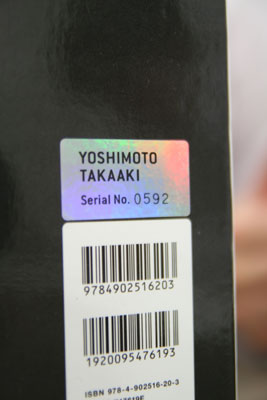 YOSHIMOTO
TAKAAKI
Serial No. 0592
9784902516203
1920095476193
ISBN 978-4-902516-20-3